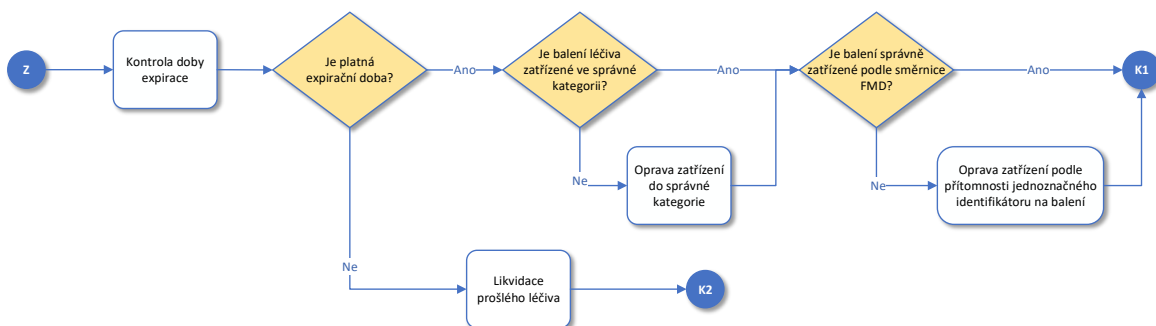 Z
Kontrola doby
expirace
Je platná
expirační doba?
Ano
Je balení léčiva
zatřízené ve správné
kategorii?
Ano
Je balení správně
zatřízené podle směrnice
FMD?
Ano
K1
Ne
Oprava zatřízení
do správné
kategorie
Ne
Oprava zatřízení podle
přítomnosti jednoznačného
identifikátoru na balení
Ne
Likvidace
prošlého léčiva
K2